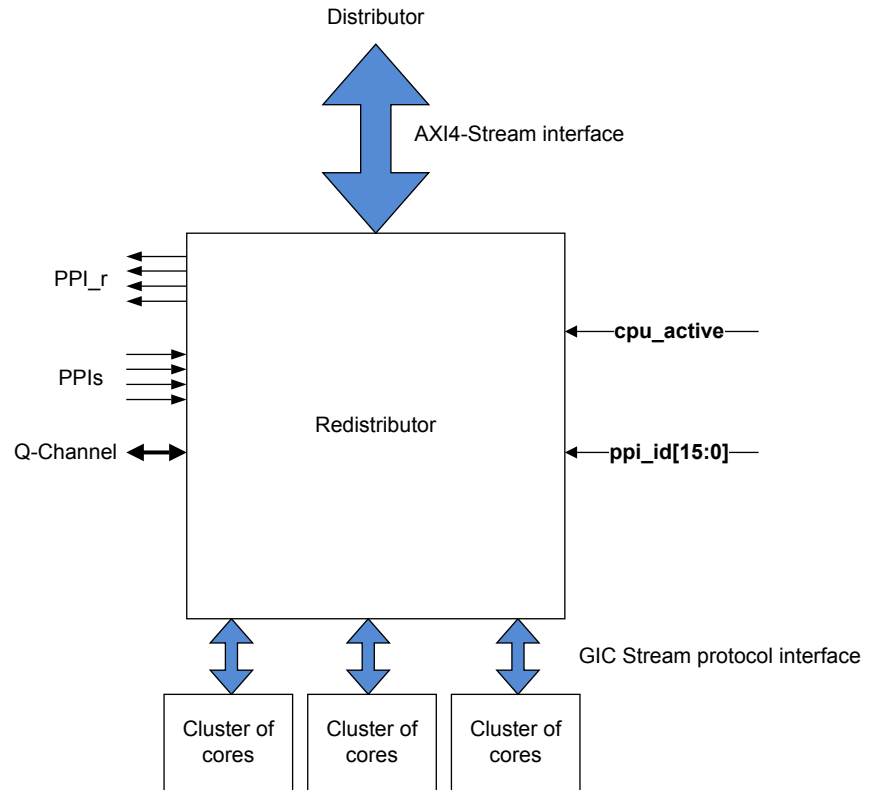 Distributor
AXI4-Stream interface
PPI_r
cpu_active
PPIs
Redistributor
Q-Channel
ppi_id[15:0]
GIC Stream protocol interface
Cluster of
cores
Cluster of
cores
Cluster of
cores